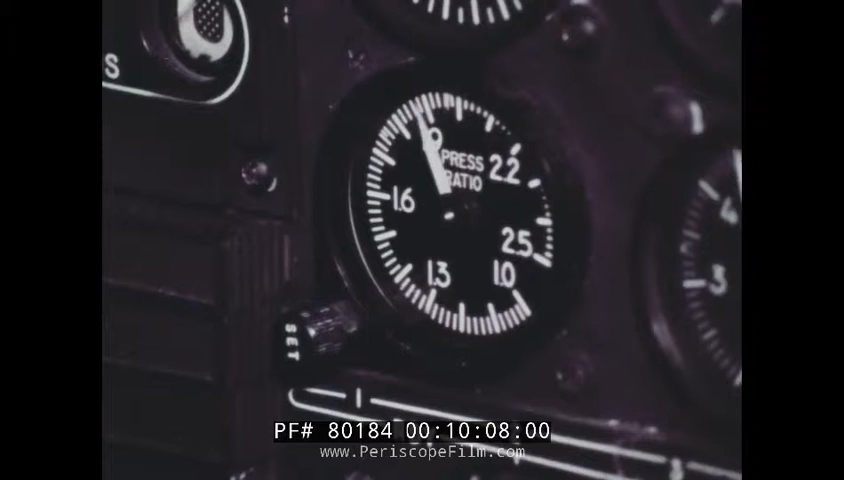 S
PRESS
RATIO
2.2
1.6
2.5
1.3
1.0
4
3
SET
PF# 80184 00:10:08:00
www.PeriscopeFilm.com